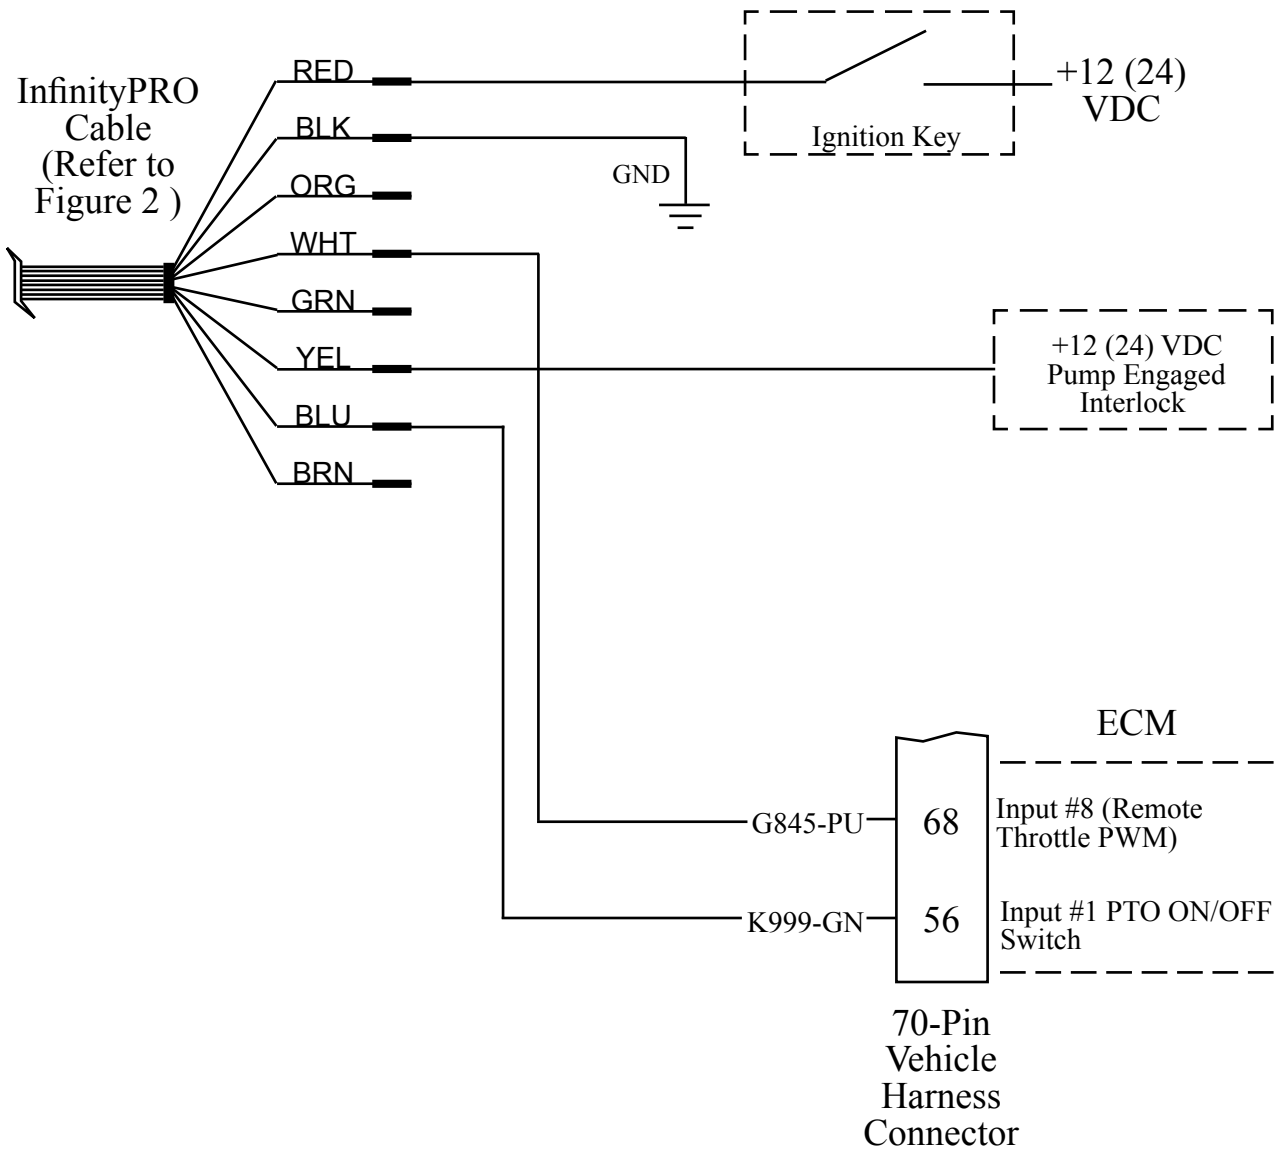 InfinityPRO
Cable
(Refer to
Figure 2 )
RED
BLK
ORG
WHT
GRN
YEL
BLU
BRN
Ignition Key
+12 (24)
VDC
GND
+12 (24) VDC
Pump Engaged
Interlock
ECM
G845-PU
68
Input #8 (Remote
Throttle PWM)
K999-GN
56
Input #1 PTO ON/OFF
Switch
70-Pin
Vehicle
Harness
Connector